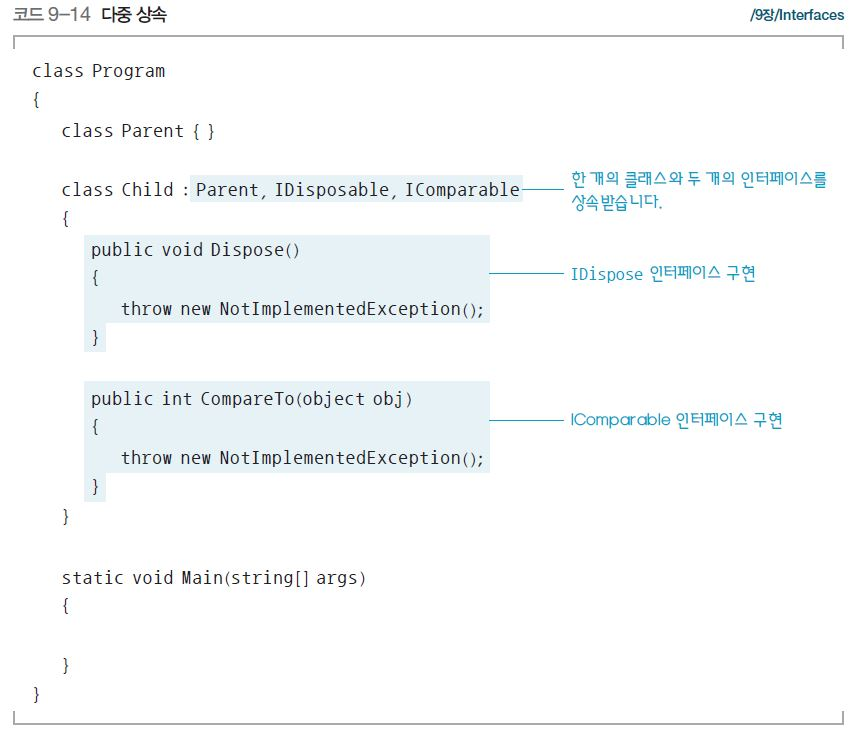 코드 9-14 다중 상속 /9장/Interfaces
class Program
{
class Parent { }
class Child : Parent, IDisposable, IComparable
한 개의 클래스와 두 개의 인터페이스를
상속받습니다.
{
public void Dispose()
{
IDispose 인터페이스 구현
throw new NotImplementedException();
}
public int CompareTo(object obj)
{
IComparable 인터페이스 구현
throw new NotImplementedException();
}
}
static void Main(string[] args)
{
}
}